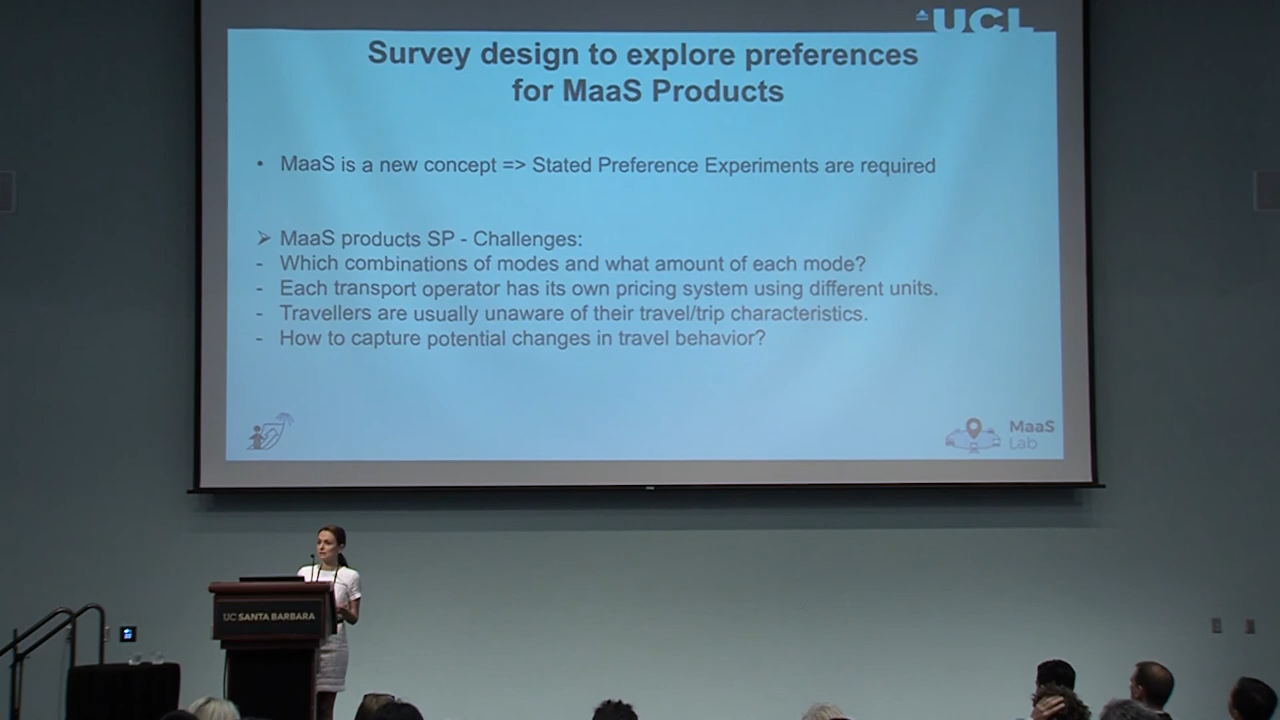 UCL
Survey design to explore preferences
for MaaS Products
• MaaS is a new concept => Stated Preference Experiments are required
➢ MaaS products SP - Challenges:
- Which combinations of modes and what amount of each mode?
- Each transport operator has its own pricing system using different units.
- Travellers are usually unaware of their travel/trip characteristics.
- How to capture potential changes in travel behavior?
MaaS
Lab
UC SANTA BARBARA